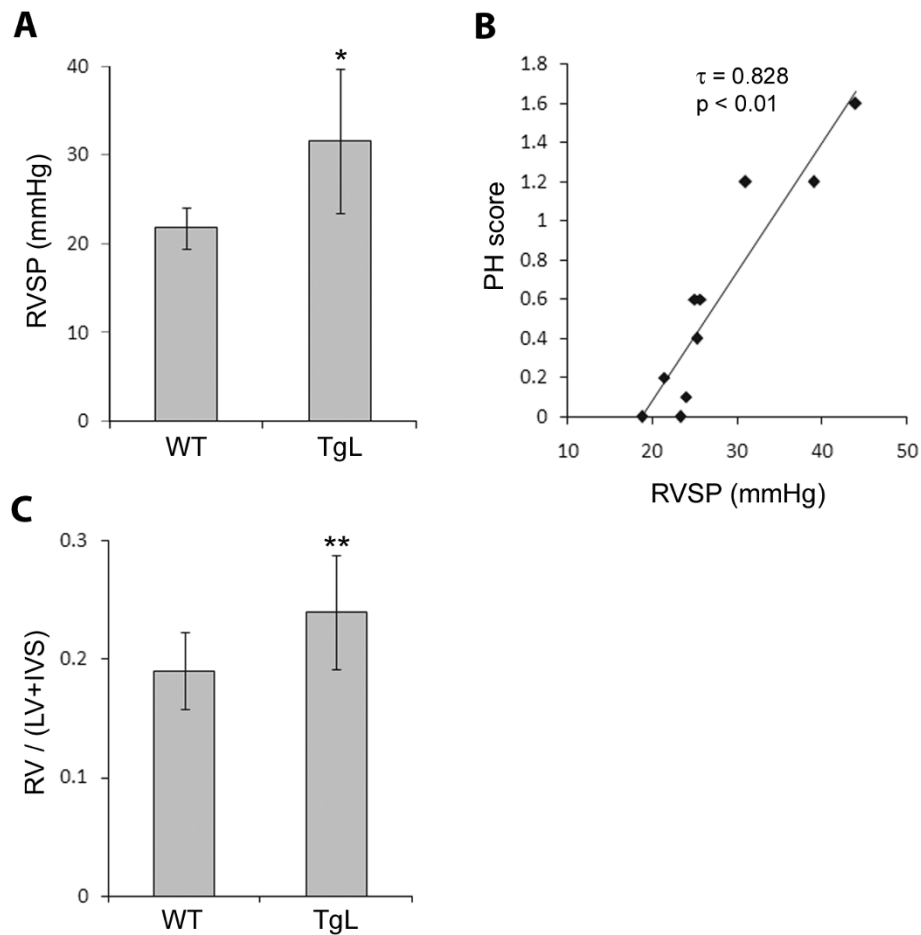 A
RVSP (mmHg)
40
30
20
10
0
*
WT TgL
B
PH score
1.8
1.6
1.4
1.2
1
0.8
0.6
0.4
0.2
0
τ = 0.828
p < 0.01
10 20 30 40 50
RVSP (mmHg)
C
RV / (LV+IVS)
0.3
0.2
0.1
0
**
WT TgL